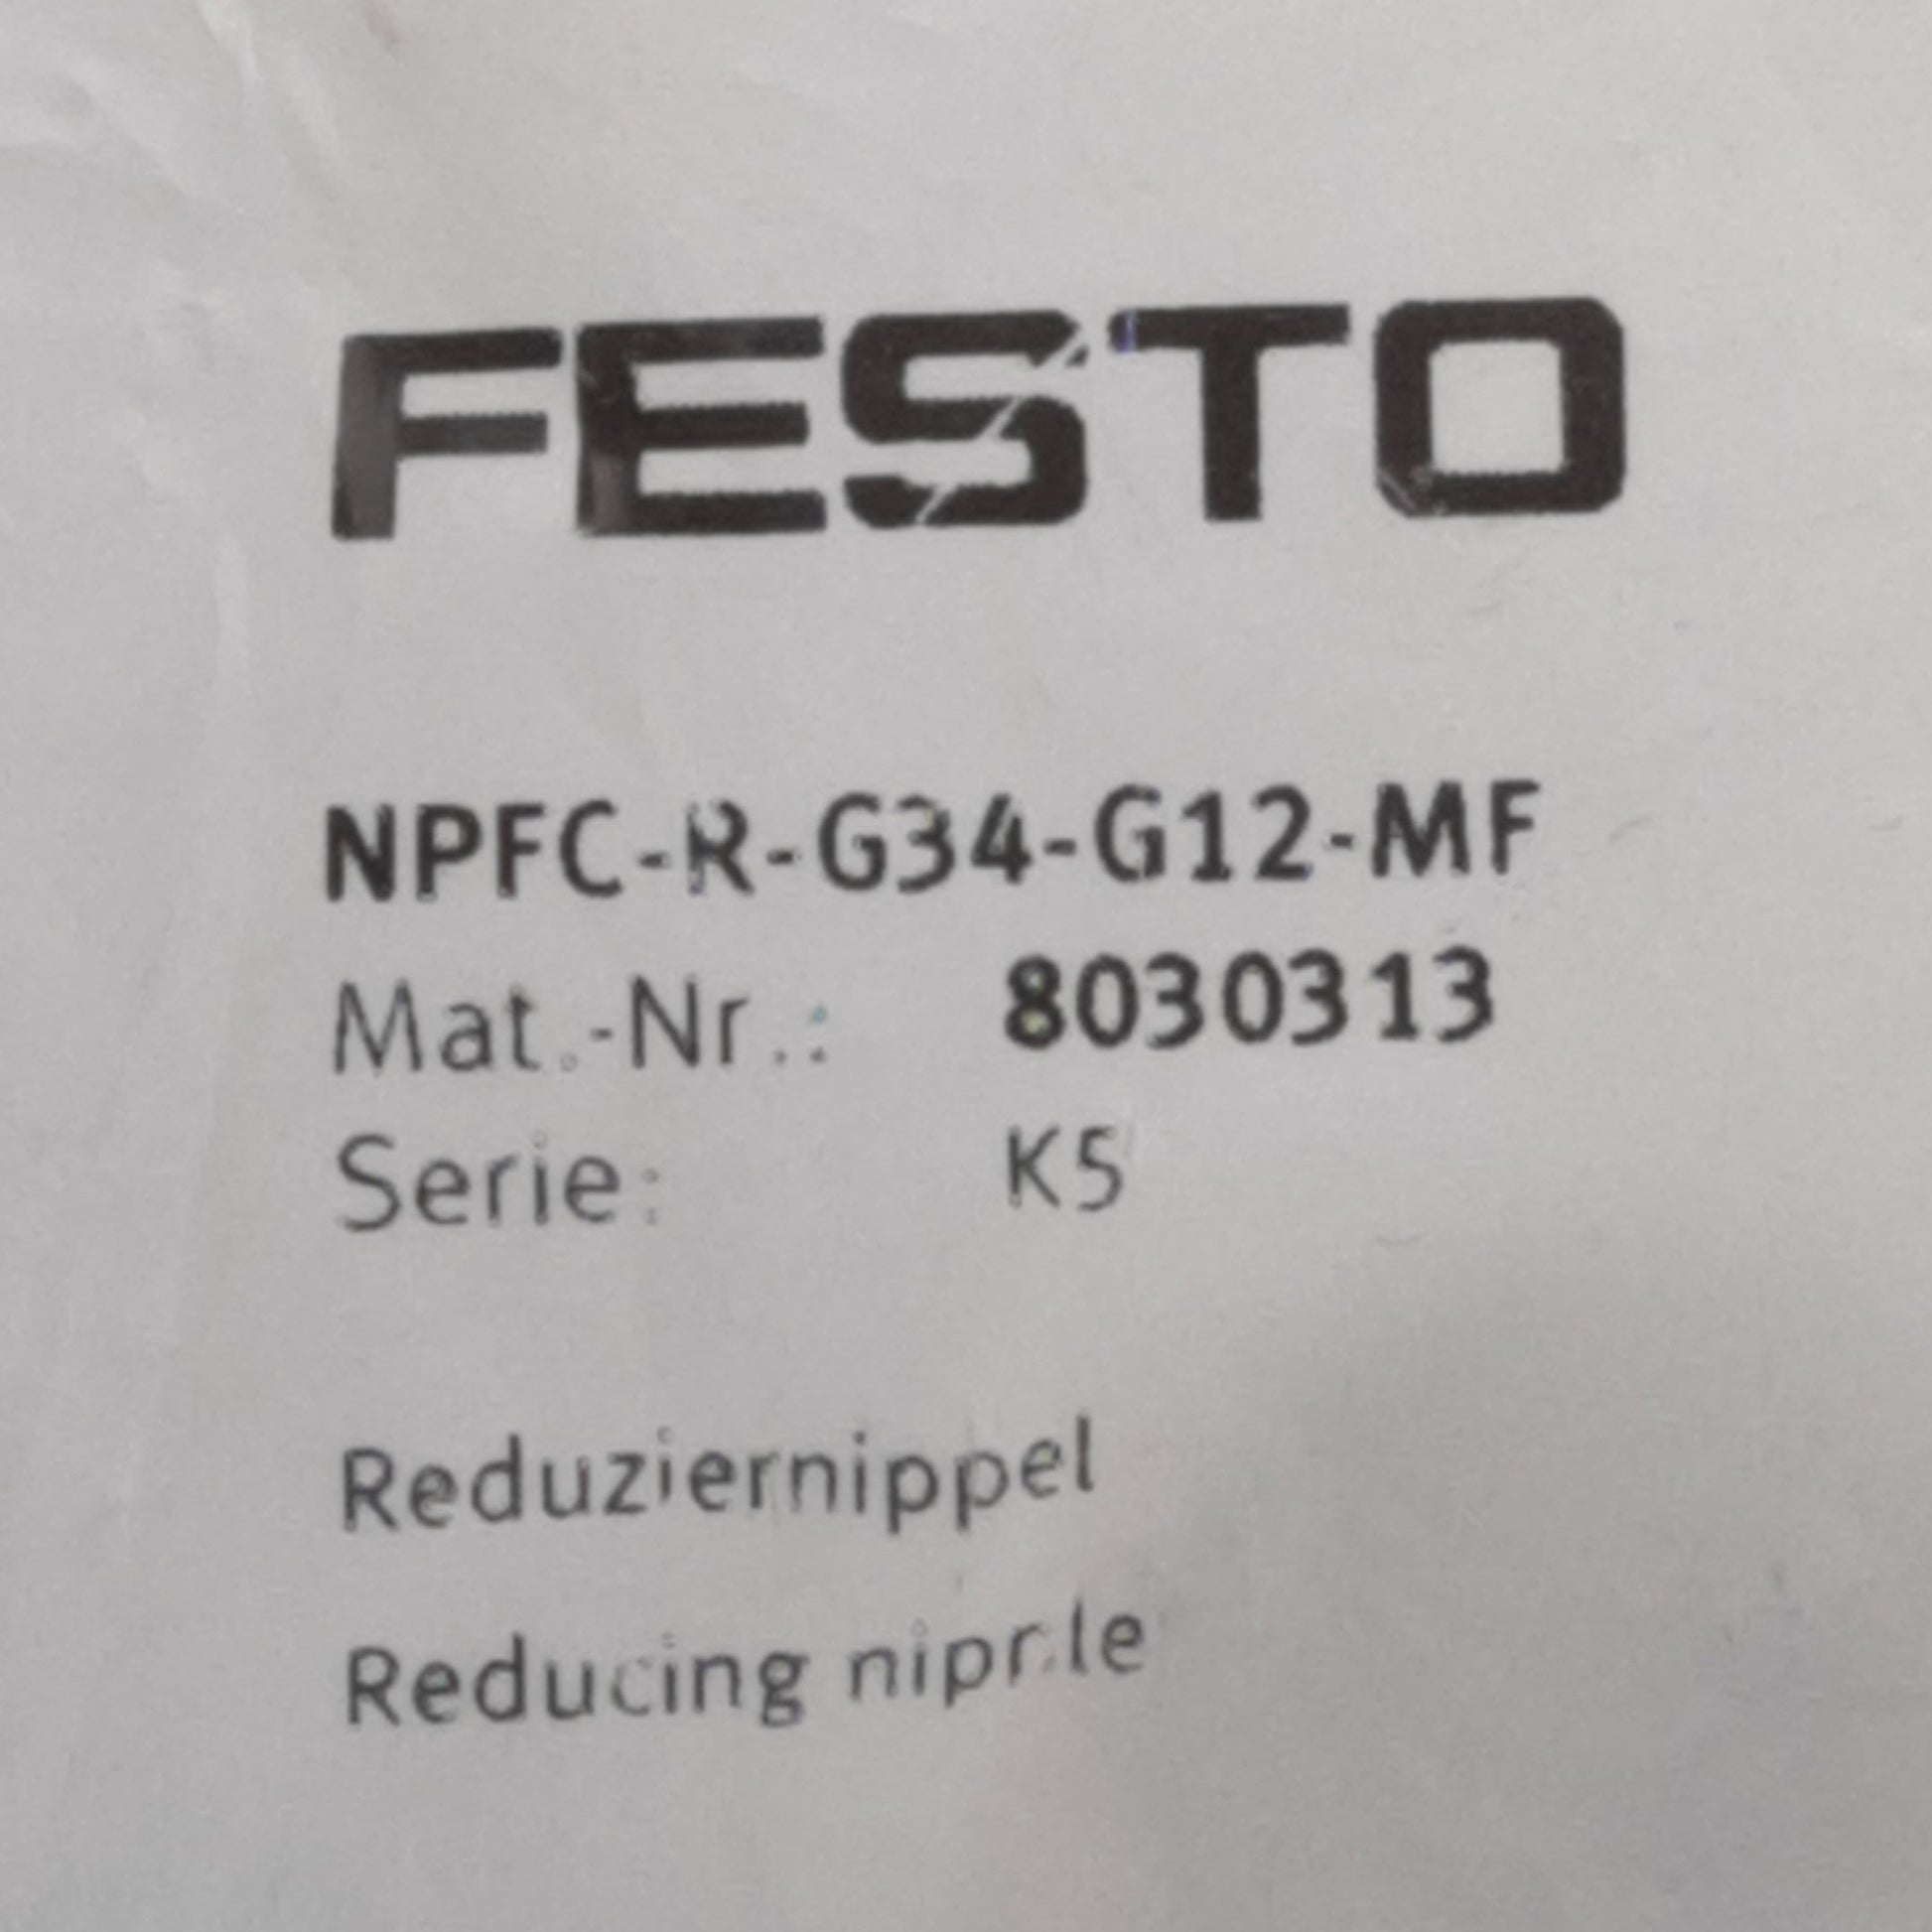 FESTO
NPFC-R-G34-G12-MF
Mat.-Nr.: 8030313
Serie: K5
Reduziernippel
Reducing nipple